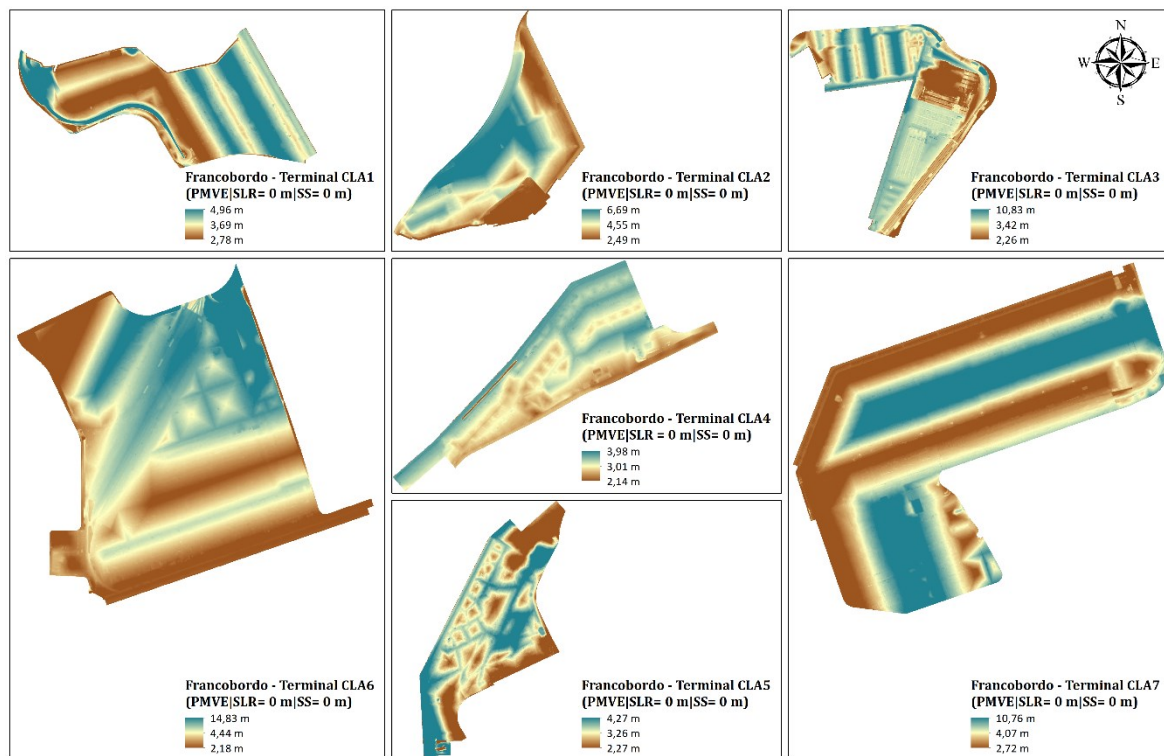 Francobordo - Terminal CLA1
(PMVE|SLR= 0 m|SS= 0 m)
4,96 m
3,69 m
2,78 m
Francobordo - Terminal CLA2
(PMVE|SLR= 0 m|SS= 0 m)
6,69 m
4,55 m
2,49 m
N
W
E
S
Francobordo - Terminal CLA3
(PMVE|SLR= 0 m|SS= 0 m)
10,83 m
3,42 m
2,26 m
Francobordo - Terminal CLA6
(PMVE|SLR= 0 m|SS= 0 m)
14,83 m
4,44 m
2,18 m
Francobordo - Terminal CLA4
(PMVE|SLR = 0 m|SS= 0 m)
3,98 m
3,01 m
2,14 m
Francobordo - Terminal CLA5
(PMVE|SLR= 0 m|SS= 0 m)
4,27 m
3,26 m
2,27 m
Francobordo - Terminal CLA7
(PMVE|SLR= 0 m|SS= 0 m)
10,76 m
4,07 m
2,72 m